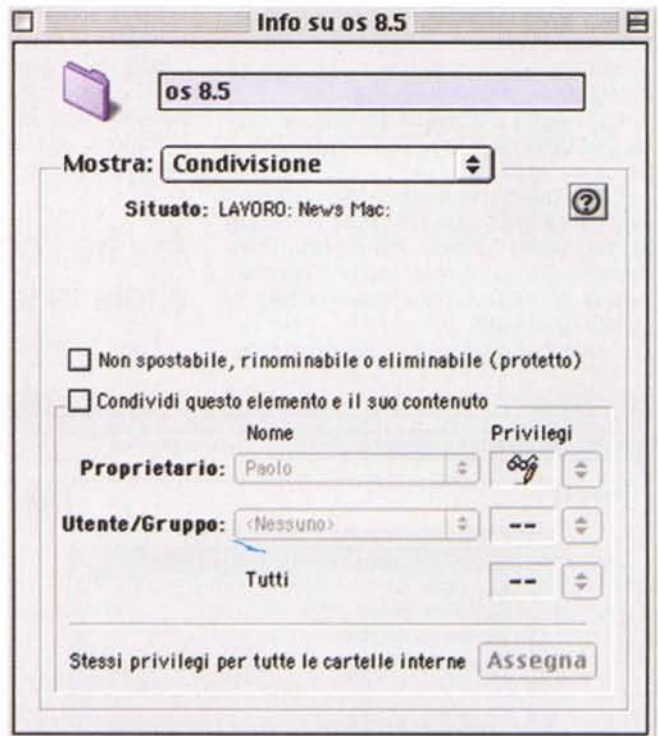 Info su os 8.5
os 8.5
Mostra: Condivisione
Situato: LAVORO: News Mac:
Non spostabile, rinominabile o eliminabile (protetto)
Condividi questo elemento e il suo contenuto
Nome Privilegi
Proprietario: Paolo
Utente/Gruppo: <Nessuno> --
Tutti --
Stessi privilegi per tutte le cartelle interne Assegna